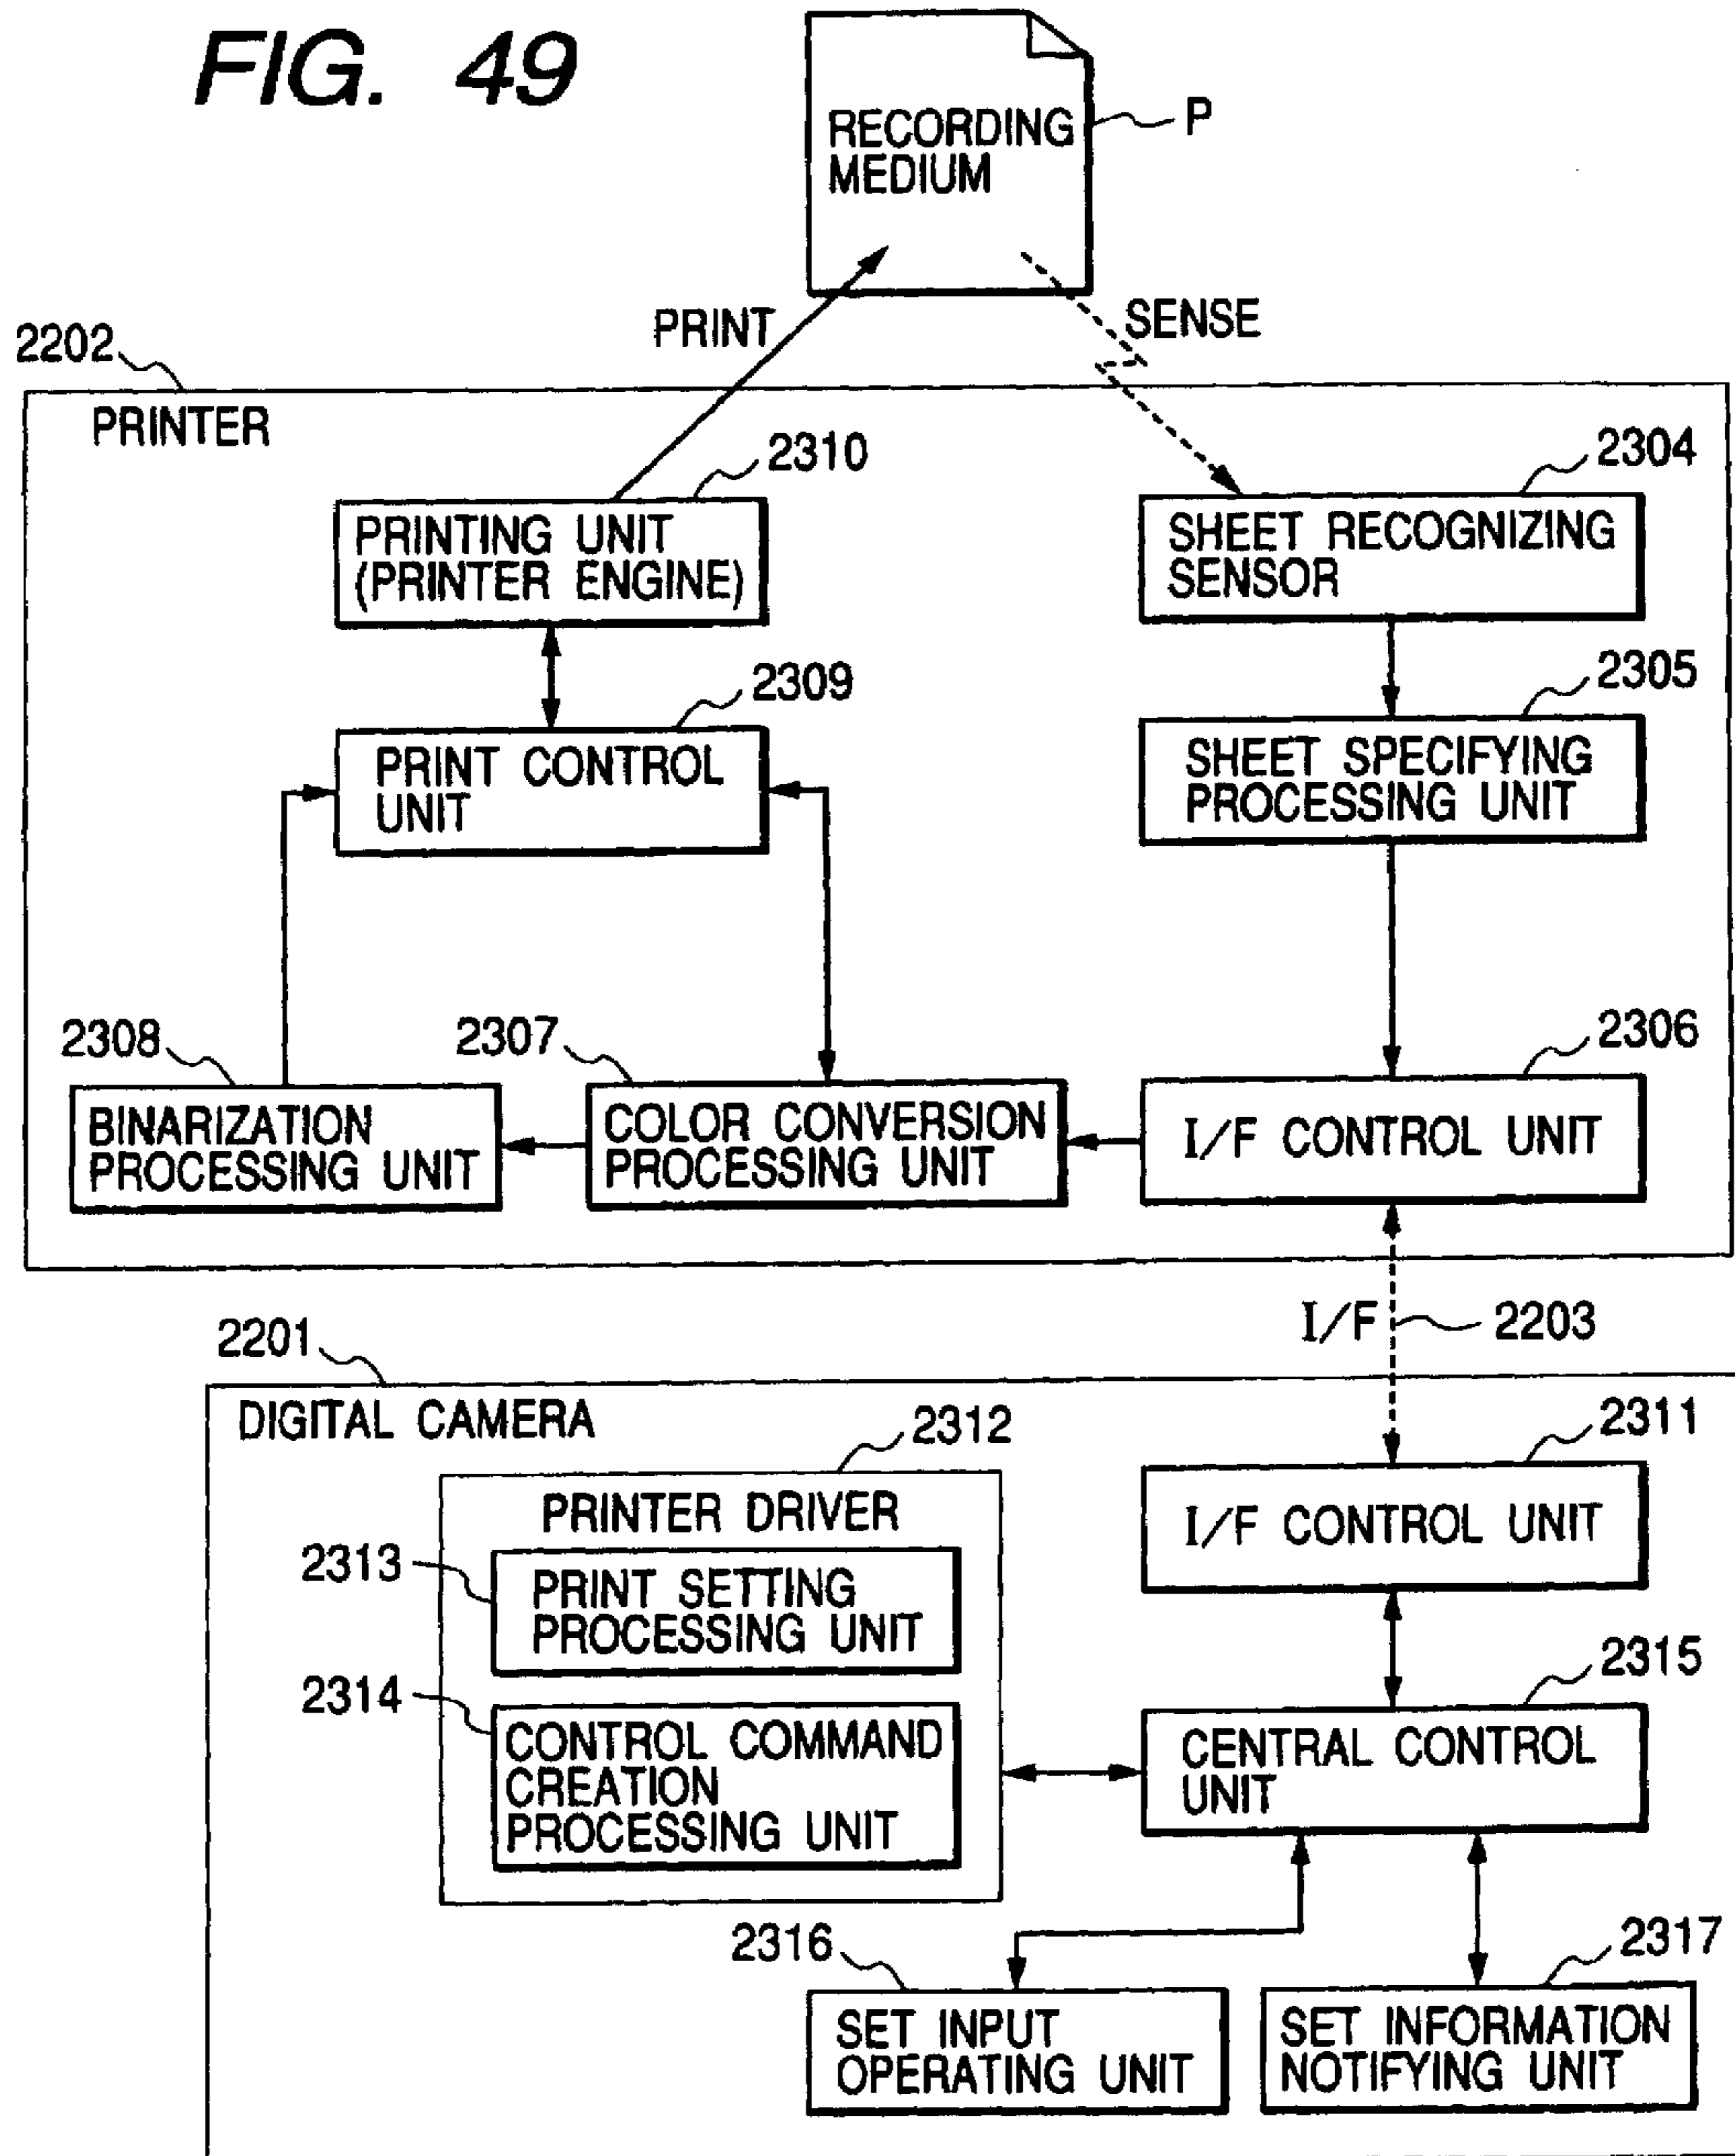 FIG. 49
RECORDING
MEDIUM
P
PRINT
SENSE
2202
PRINTER
2310
PRINTING UNIT
(PRINTER ENGINE)
2304
SHEET RECOGNIZING
SENSOR
2309
PRINT CONTROL
UNIT
2305
SHEET SPECIFYING
PROCESSING UNIT
2308
BINARIZATION
PROCESSING UNIT
2307
COLOR CONVERSION
PROCESSING UNIT
2306
I/F CONTROL UNIT
I/F
2203
2201
DIGITAL CAMERA
2312
PRINTER DRIVER
2313
PRINT SETTING
PROCESSING UNIT
2314
CONTROL COMMAND
CREATION
PROCESSING UNIT
2311
I/F CONTROL UNIT
2315
CENTRAL CONTROL
UNIT
2316
SET INPUT
OPERATING UNIT
2317
SET INFORMATION
NOTIFYING UNIT